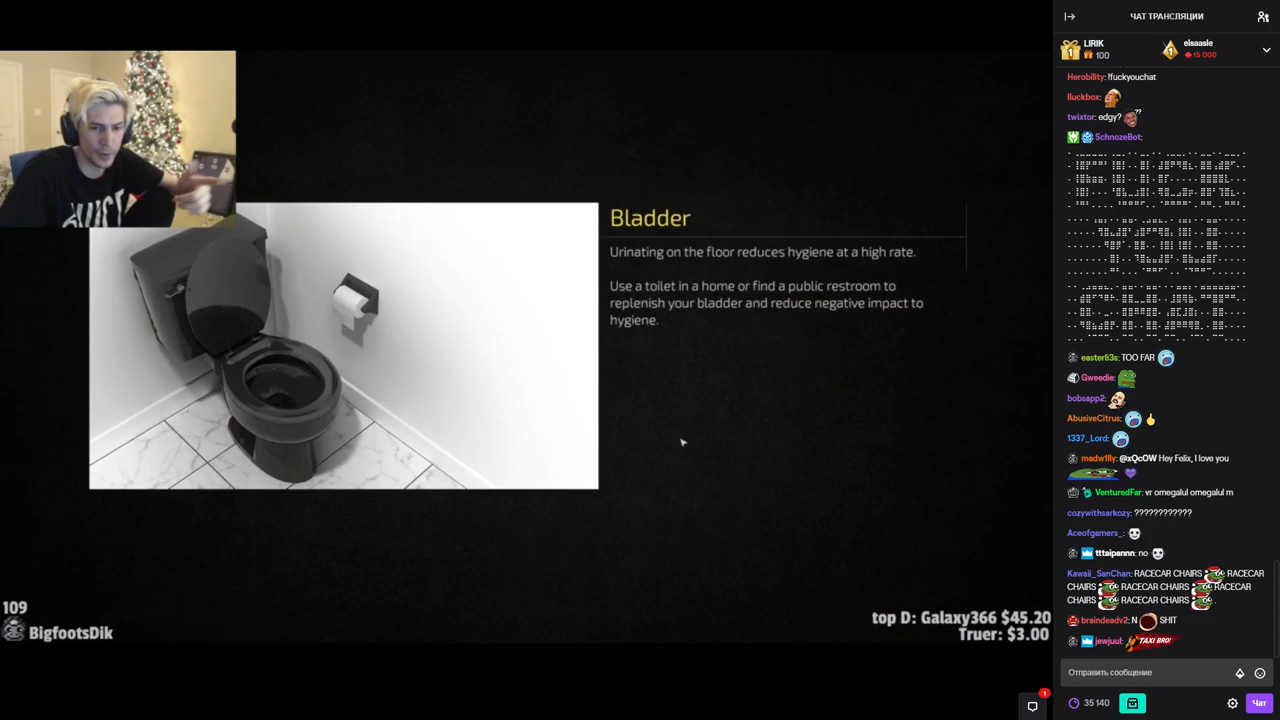 ЧАТ ТРАНСЛЯЦИИ
LIRIK
100
elsaasle
15 000
Herobility: !fuckyouchat
lluckbox:
twixtor: edgy?
SchnozeBot:
easterli3s: TOO FAR
Gweedie:
bobsapp2:
AbusiveCitrus:
1337_Lord:
madw1lly: @xQcOW Hey Felix, I love you
VenturedFar: vr omegalul omegalul m
cozywithsarkozy: ????????????
Aceofgamers_:
tttaipannn: no
Kawaii_SanChan: RACECAR CHAIRS RACECAR
CHAIRS RACECAR CHAIRS RACECAR
CHAIRS RACECAR CHAIRS
braindeadv2: N SHIT
jewjuul: TAXI BRO!
Отправить сообщение
35 140
Чат
1
Bladder
Urinating on the floor reduces hygiene at a high rate.
Use a toilet in a home or find a public restroom to
replenish your bladder and reduce negative impact to
hygiene.
109
BigfootsDik
top D: Galaxy366 $45.20
Truer: $3.00